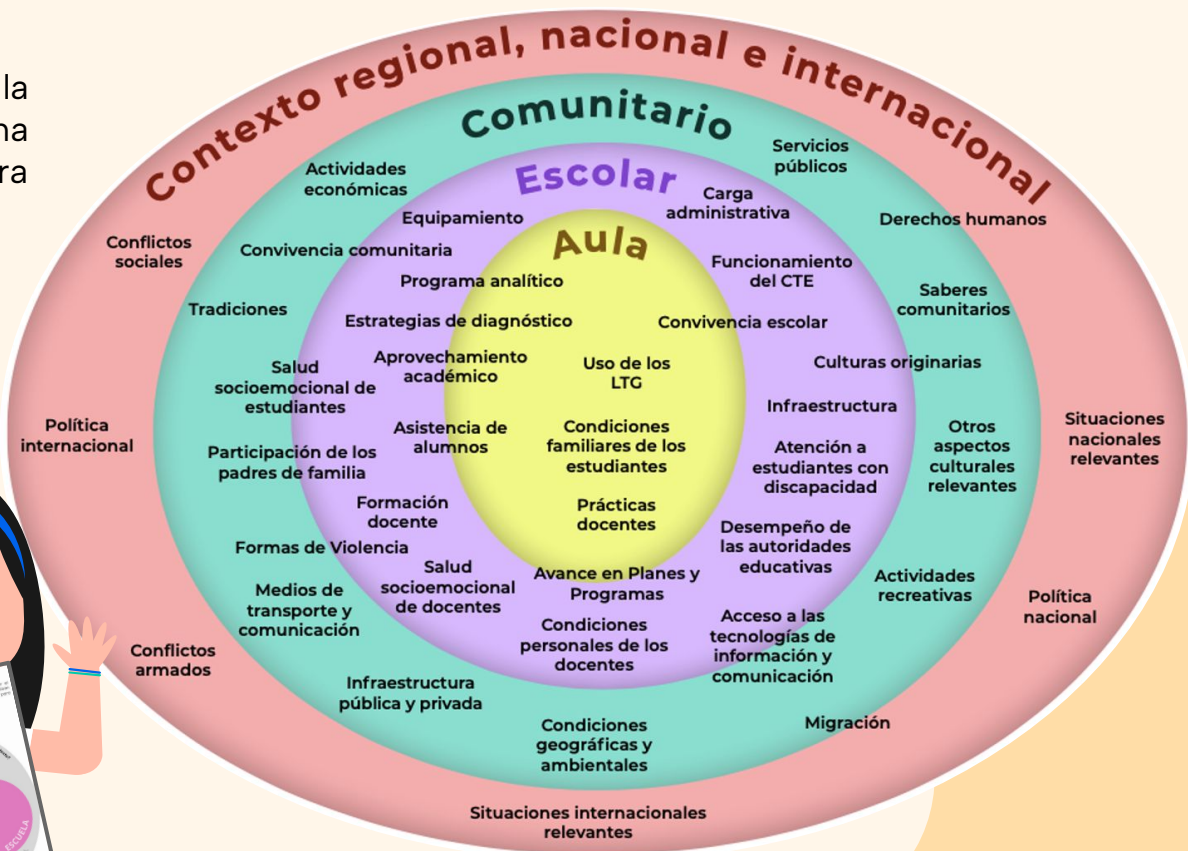 la
na
ra
Contexto regional, nacional e internacional
Comunitario
Escolar
Aula
Servicios
públicos
Actividades
económicas
Carga
administrativa
Equipamiento
Derechos humanos
Conflictos
sociales
Convivencia comunitaria
Funcionamiento
del CTE
Programa analítico
Saberes
comunitarios
Tradiciones
Estrategias de diagnóstico
Convivencia escolar
Aprovechamiento
académico
Uso de los
LTG
Culturas originarias
Salud
socioemocional de
estudiantes
Infraestructura
Política
internacional
Asistencia de
alumnos
Condiciones
familiares de los
estudiantes
Otros
aspectos
culturales
relevantes
Situaciones
nacionales
relevantes
Participación de los
padres de familia
Atención a
estudiantes con
discapacidad
Formación
docente
Prácticas
docentes
Desempeño de
las autoridades
educativas
Formas de Violencia
Salud
socioemocional
de docentes
Avance en Planes y
Programas
Actividades
recreativas
Medios de
transporte y
comunicación
Política
nacional
Condiciones
personales de los
docentes
Acceso a las
tecnologías de
información y
comunicación
Conflictos
armados
Infraestructura
pública y privada
Migración
Condiciones
geográficas y
ambientales
Situaciones internacionales
relevantes
ESCUELA